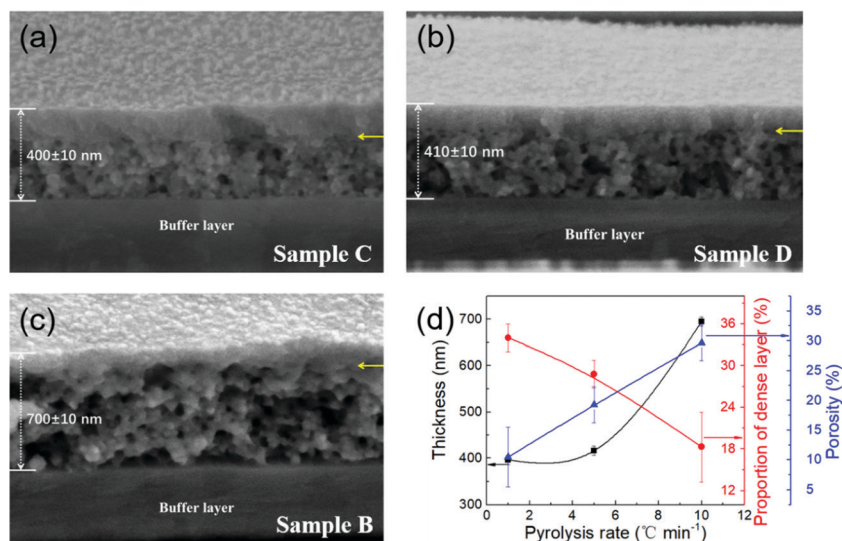 (a)
400±10 nm
Buffer layer
Sample C
(b)
410±10 nm
Buffer layer
Sample D
(c)
700±10 nm
Buffer layer
Sample B
(d)
Thickness (nm)
700
600
500
400
300
0 2 4 6 8 10 12
Pyrolysis rate (℃ min⁻¹)
36
30
24
18
12
Proportion of dense layer (%)
35
30
25
20
15
10
5
Porosity (%)